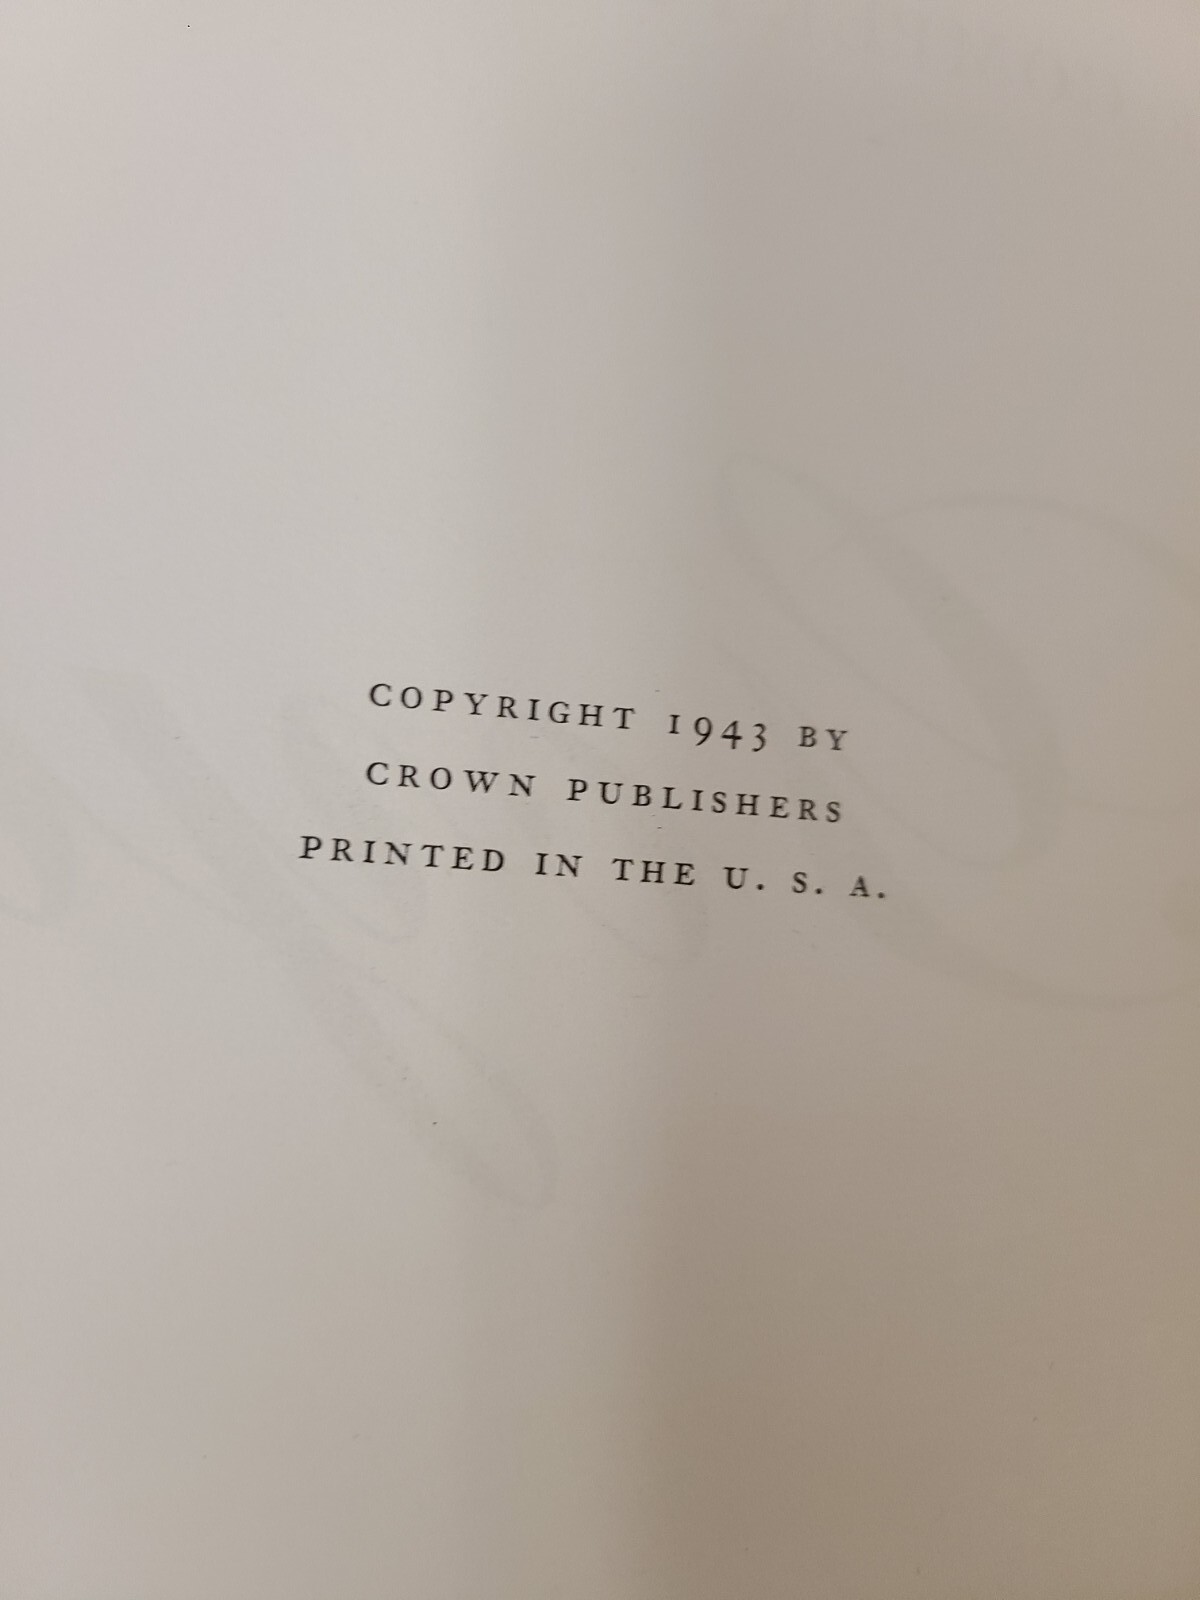 COPYRIGHT 1943 BY
CROWN PUBLISHERS
PRINTED IN THE U. S. A.